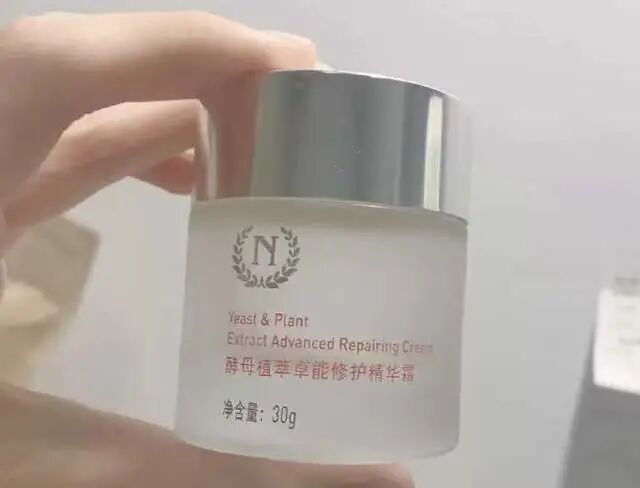 N
Yeast & Plant
Extract Advanced Repairing Cream
酵母植萃卓能修护精华霜
净含量: 30g